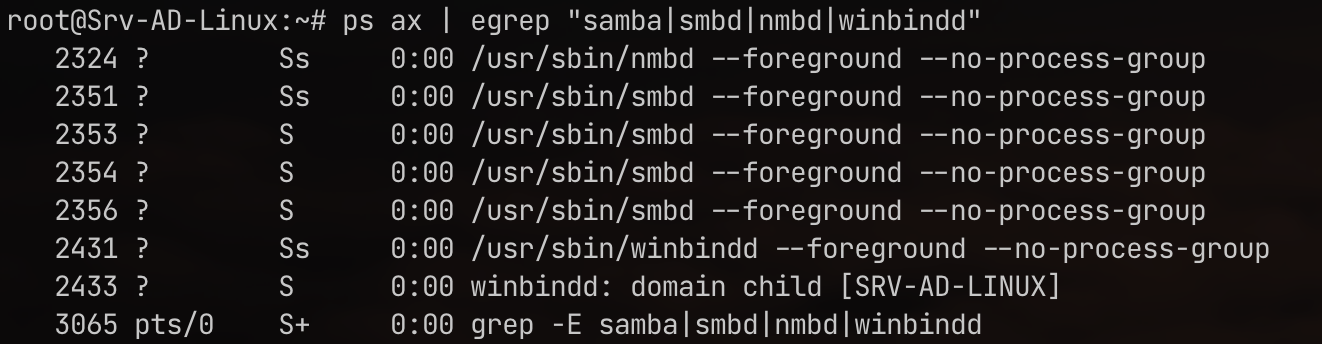 root@Srv-AD-Linux:~# ps ax | egrep "samba|smbd|nmbd|winbindd"
   2324 ?        Ss     0:00 /usr/sbin/nmbd --foreground --no-process-group
   2351 ?        Ss     0:00 /usr/sbin/smbd --foreground --no-process-group
   2353 ?        S      0:00 /usr/sbin/smbd --foreground --no-process-group
   2354 ?        S      0:00 /usr/sbin/smbd --foreground --no-process-group
   2356 ?        S      0:00 /usr/sbin/smbd --foreground --no-process-group
   2431 ?        Ss     0:00 /usr/sbin/winbindd --foreground --no-process-group
   2433 ?        S      0:00 winbindd: domain child [SRV-AD-LINUX]
   3065 pts/0    S+     0:00 grep -E samba|smbd|nmbd|winbindd